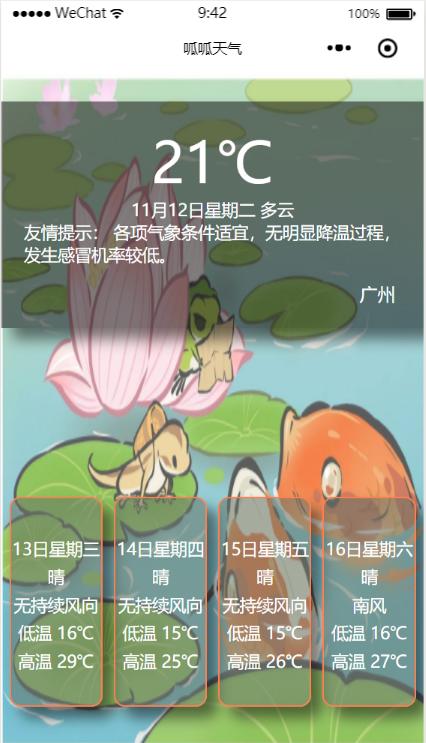 WeChat 9:42 100%
呱呱天气
21℃
11月12日星期二 多云
友情提示: 各项气象条件适宜，无明显降温过程，
发生感冒机率较低。
广州
13日星期三
晴
无持续风向
低温 16℃
高温 29℃
14日星期四
晴
无持续风向
低温 15℃
高温 25℃
15日星期五
晴
无持续风向
低温 15℃
高温 26℃
16日星期六
晴
南风
低温 16℃
高温 27℃